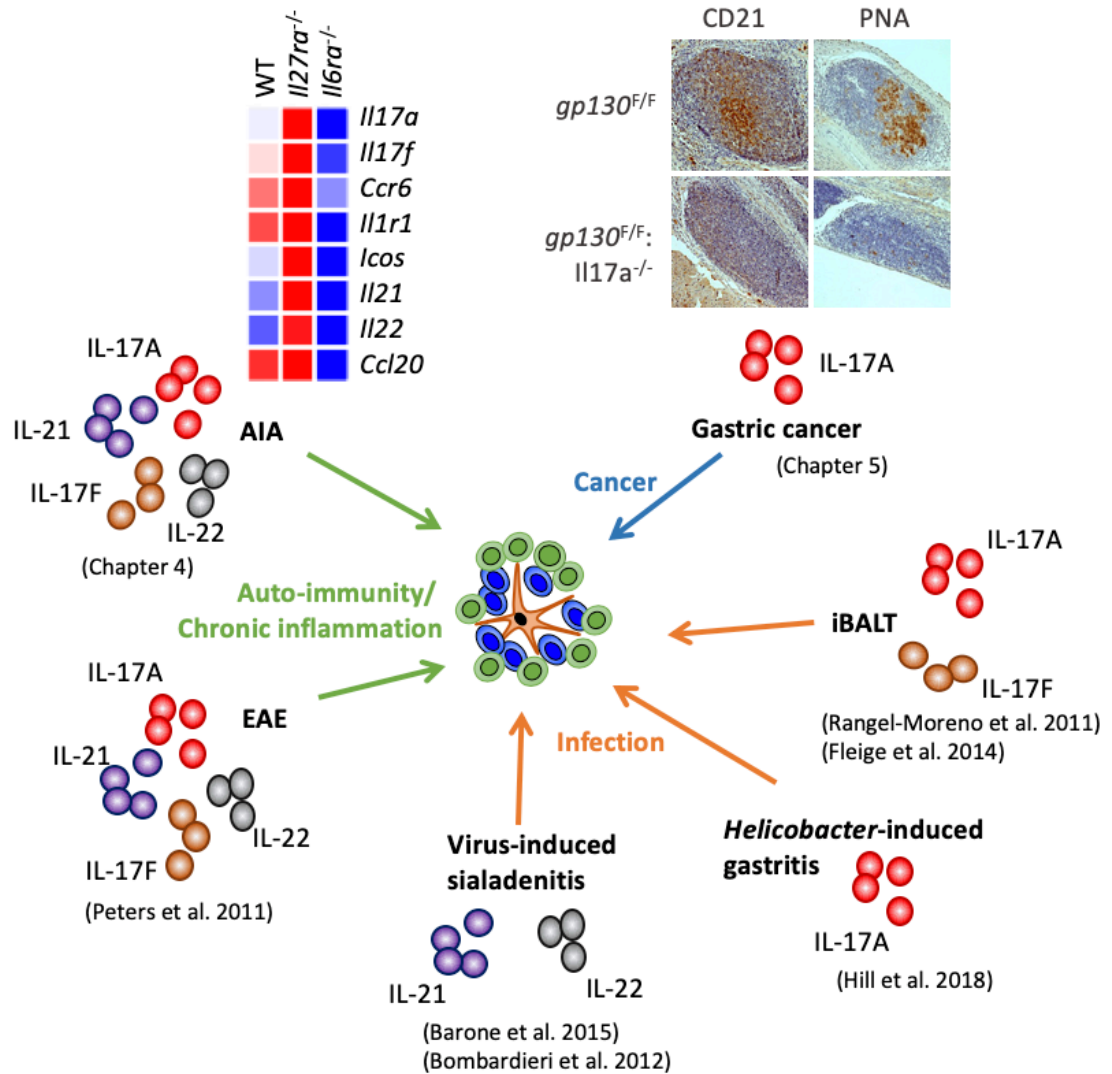 WT
Il27ra-/-
Il6ra-/-
Il17a
Il17f
Ccr6
Il1r1
Icos
Il21
Il22
Ccl20
CD21
PNA
gp130F/F
gp130F/F:
Il17a-/-
IL-17A
IL-21
AIA
IL-17F
IL-22
(Chapter 4)
IL-17A
Gastric cancer
(Chapter 5)
Cancer
Auto-immunity/
Chronic inflammation
IL-17A
iBALT
IL-17F
(Rangel-Moreno et al. 2011)
(Fleige et al. 2014)
IL-17A
EAE
IL-21
IL-22
IL-17F
(Peters et al. 2011)
Infection
Virus-induced
sialadenitis
IL-21
IL-22
(Barone et al. 2015)
(Bombardieri et al. 2012)
Helicobacter-induced
gastritis
IL-17A
(Hill et al. 2018)